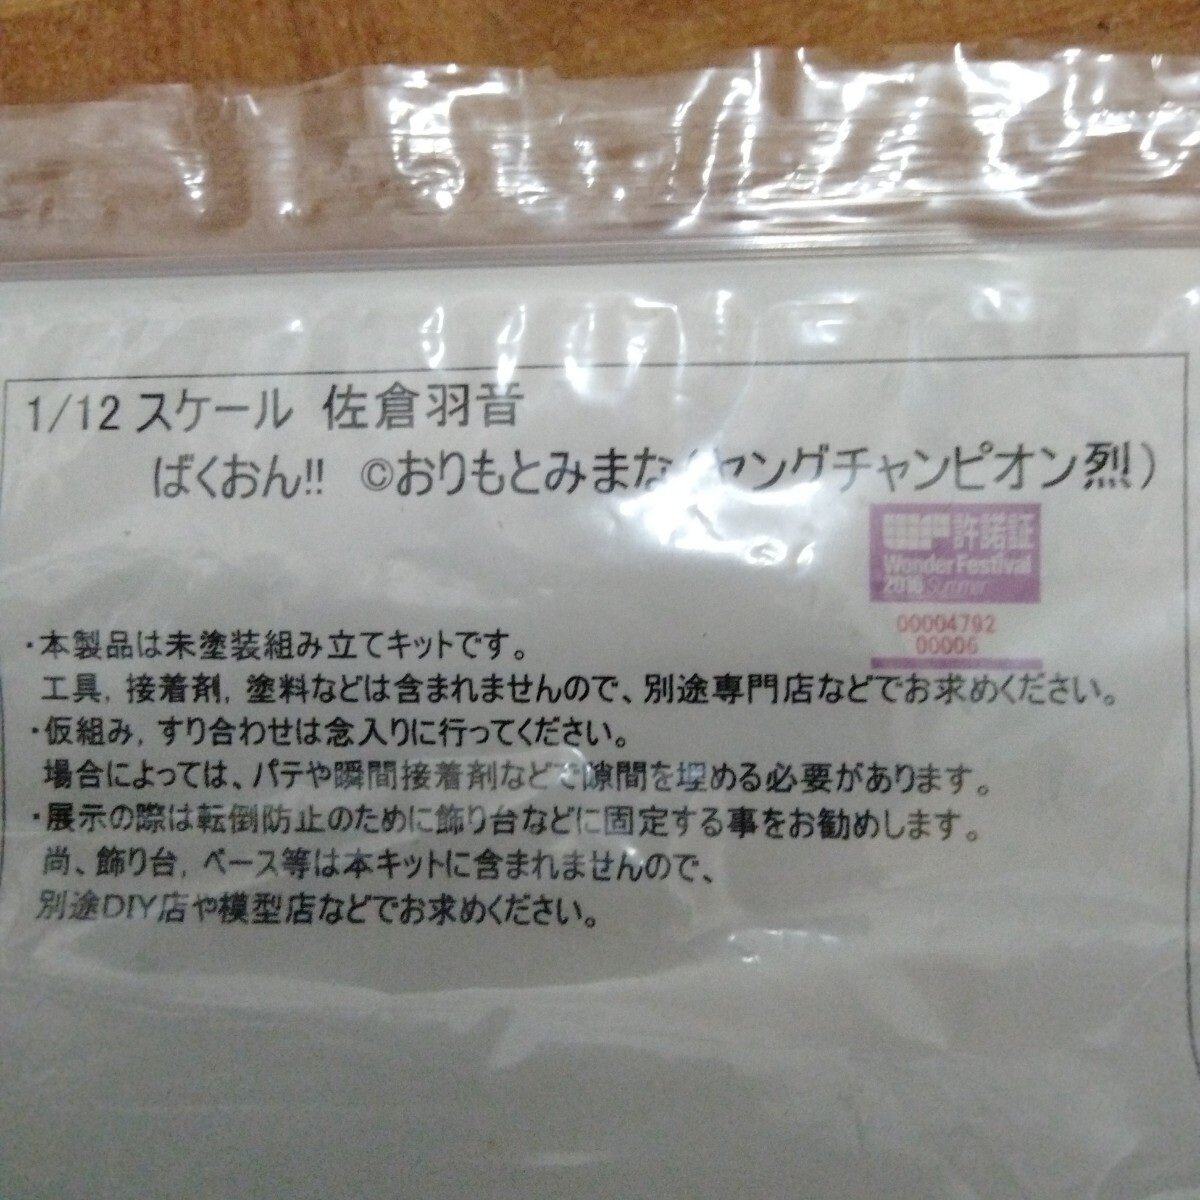 1/12 スケール 佐倉羽音
ばくおん!! ©おりもとみまな(ヤングチャンピオン烈)
WF許諾証
Wonder Festival
2016 Summer
00004792
00006
・本製品は未塗装組み立てキットです。
工具, 接着剤, 塗料などは含まれませんので、別途専門店などでお求めください。
・仮組み, すり合わせは念入りに行ってください。
場合によっては、パテや瞬間接着剤などで隙間を埋める必要があります。
・展示の際は転倒防止のために飾り台などに固定する事をお勧めします。
尚、飾り台, ベース等は本キットに含まれませんので、
別途DIY店や模型店などでお求めください。